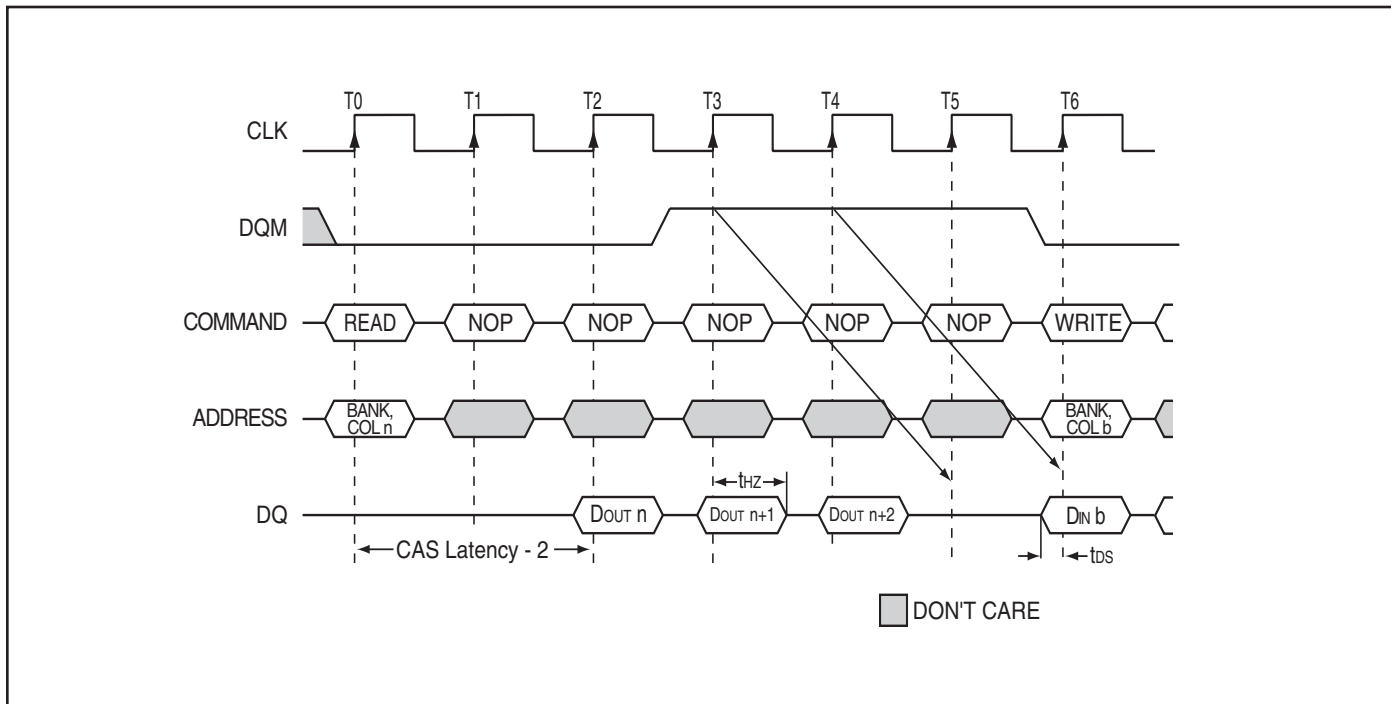 T0 T1 T2 T3 T4 T5 T6
CLK
DQM
COMMAND READ NOP NOP NOP NOP NOP WRITE
ADDRESS BANK, COL n BANK, COL b
tHZ
DQ DOUT n DOUT n+1 DOUT n+2 DIN b
CAS Latency - 2 tDS
DON'T CARE